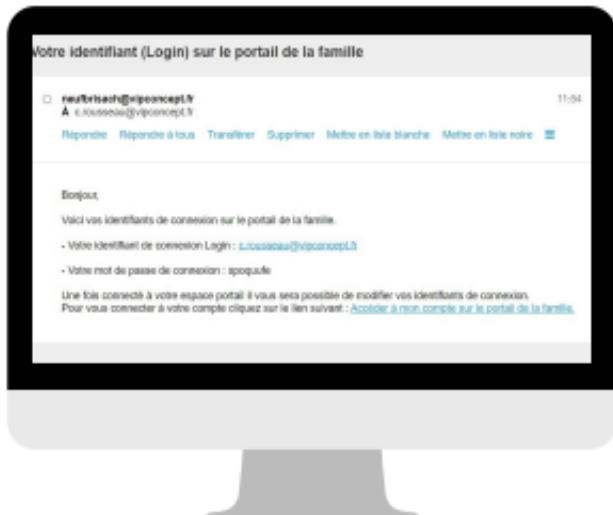 Votre identifiant (Login) sur le portail de la famille
neufbrisach@vipconcept.fr 11:54
À c.rousseau@vipconcept.fr
Répondre Répondre à tous Transférer Supprimer Mettre en liste blanche Mettre en liste noire
Bonjour,
Voici vos identifiants de connexion sur le portail de la famille.
- Votre identifiant de connexion Login : c.rousseau@vipconcept.fr
- Votre mot de passe de connexion : spoquufe
Une fois connecté à votre espace portail il vous sera possible de modifier vos identifiants de connexion.
Pour vous connecter à votre compte cliquez sur le lien suivant : Accéder à mon compte sur le portail de la famille.